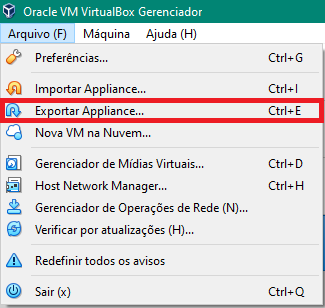 Oracle VM VirtualBox Gerenciador
Arquivo (F) Máquina Ajuda (H)
Preferências... Ctrl+G
Importar Appliance... Ctrl+I
Exportar Appliance... Ctrl+E
Nova VM na Nuvem...
Gerenciador de Mídias Virtuais... Ctrl+D
Host Network Manager... Ctrl+H
Gerenciador de Operações de Rede (N)...
Verificar por atualizações (H)...
Redefinir todos os avisos
Sair (x) Ctrl+Q